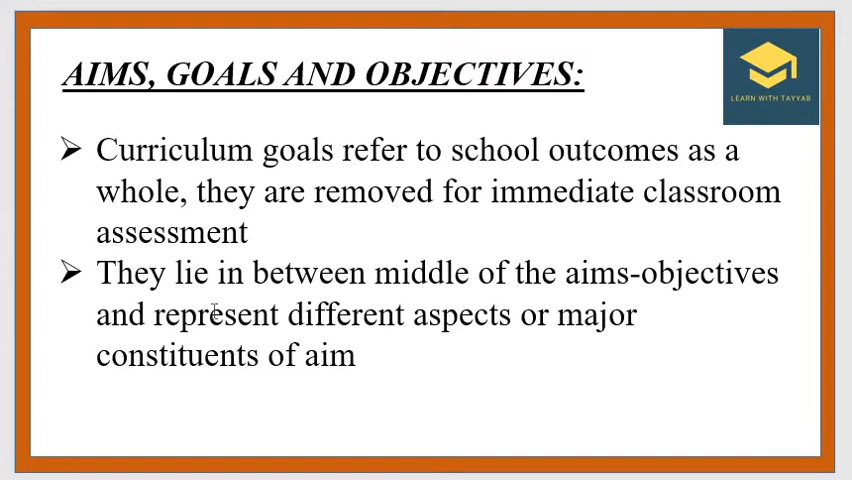 AIMS, GOALS AND OBJECTIVES:
LEARN WITH TAYYAB
➢ Curriculum goals refer to school outcomes as a
whole, they are removed for immediate classroom
assessment
➢ They lie in between middle of the aims-objectives
and represent different aspects or major
constituents of aim